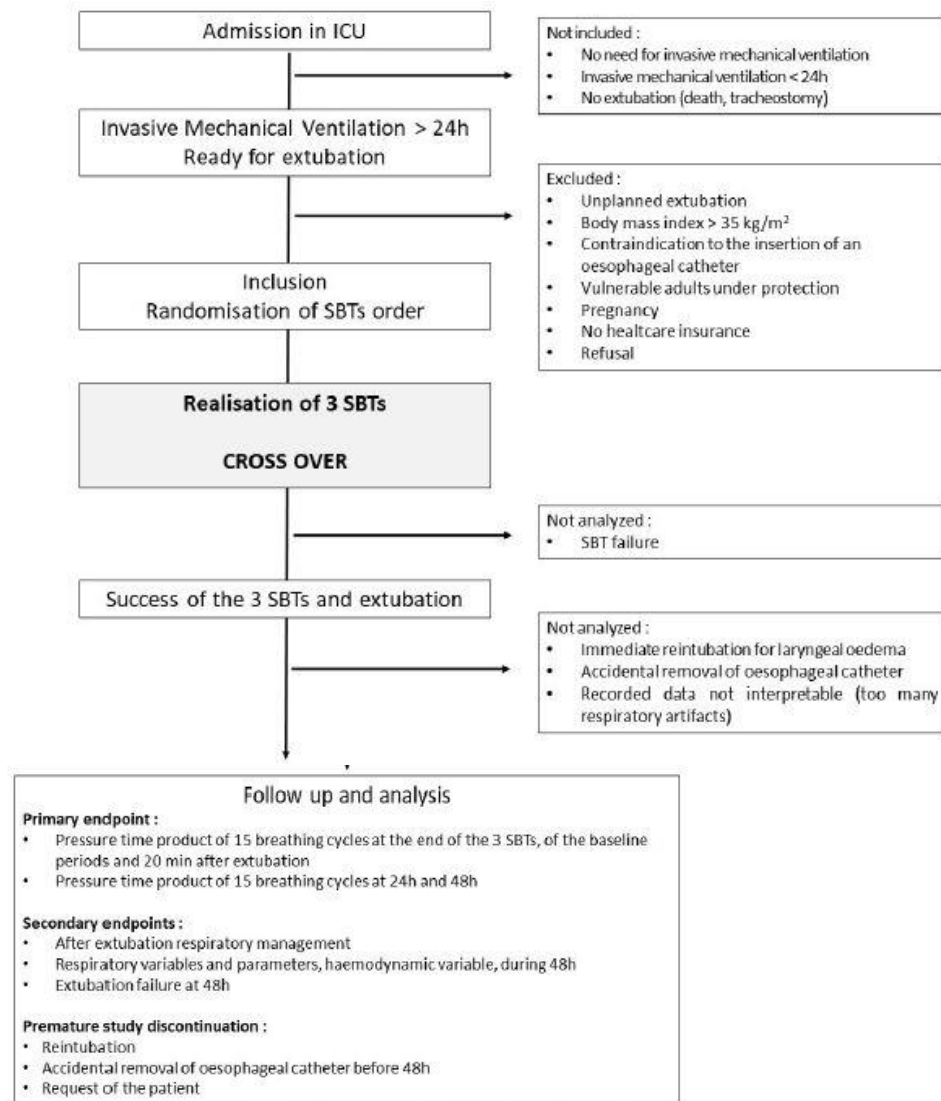 Admission in ICU
Not included :
• No need for invasive mechanical ventilation
• Invasive mechanical ventilation < 24h
• No extubation (death, tracheostomy)
Invasive Mechanical Ventilation > 24h
Ready for extubation
Excluded :
• Unplanned extubation
• Body mass index > 35 kg/m²
• Contraindication to the insertion of an
oesophageal catheter
• Vulnerable adults under protection
• Pregnancy
• No healtcare insurance
• Refusal
Inclusion
Randomisation of SBTs order
Realisation of 3 SBTs
CROSS OVER
Not analyzed :
• SBT failure
Success of the 3 SBTs and extubation
Not analyzed :
• Immediate reintubation for laryngeal oedema
• Accidental removal of oesophageal catheter
• Recorded data not interpretable (too many
respiratory artifacts)
Follow up and analysis
Primary endpoint :
• Pressure time product of 15 breathing cycles at the end of the 3 SBTs, of the baseline
periods and 20 min after extubation
• Pressure time product of 15 breathing cycles at 24h and 48h
Secondary endpoints :
• After extubation respiratory management
• Respiratory variables and parameters, haemodynamic variable, during 48h
• Extubation failure at 48h
Premature study discontinuation :
• Reintubation
• Accidental removal of oesophageal catheter before 48h
• Request of the patient